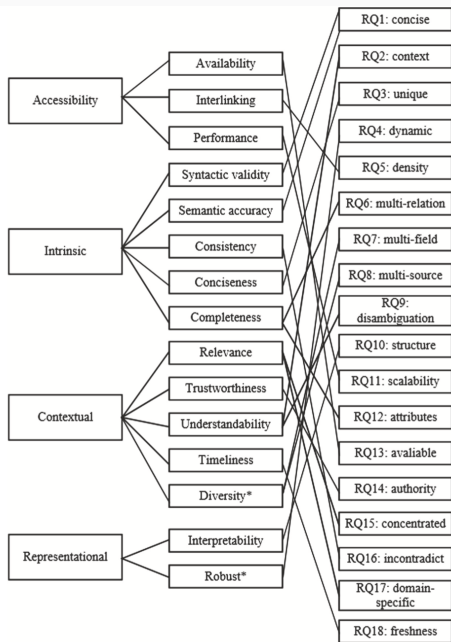 Accessibility
Intrinsic
Contextual
Representational
Availability
Interlinking
Performance
Syntactic validity
Semantic accuracy
Consistency
Conciseness
Completeness
Relevance
Trustworthiness
Understandability
Timeliness
Diversity*
Interpretability
Robust*
RQ1: concise
RQ2: context
RQ3: unique
RQ4: dynamic
RQ5: density
RQ6: multi-relation
RQ7: multi-field
RQ8: multi-source
RQ9:
disambiguation
RQ10: structure
RQ11: scalability
RQ12: attributes
RQ13: avaliable
RQ14: authority
RQ15: concentrated
RQ16: incontradict
RQ17: domain-
specific
RQ18: freshness